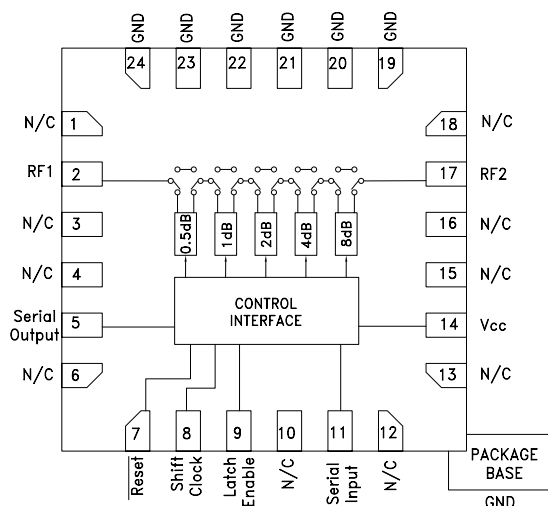 GND GND GND GND GND GND
24 23 22 21 20 19
N/C 1 18 N/C
RF1 2 17 RF2
N/C 3 0.5dB 1dB 2dB 4dB 8dB 16 N/C
N/C 4 15 N/C
CONTROL
INTERFACE
Serial
Output
5 14 Vcc
N/C 6 13 N/C
7 8 9 10 11 12
Reset
Shift
Clock
Latch
Enable
N/C
Serial
Input
N/C
PACKAGE
BASE
GND